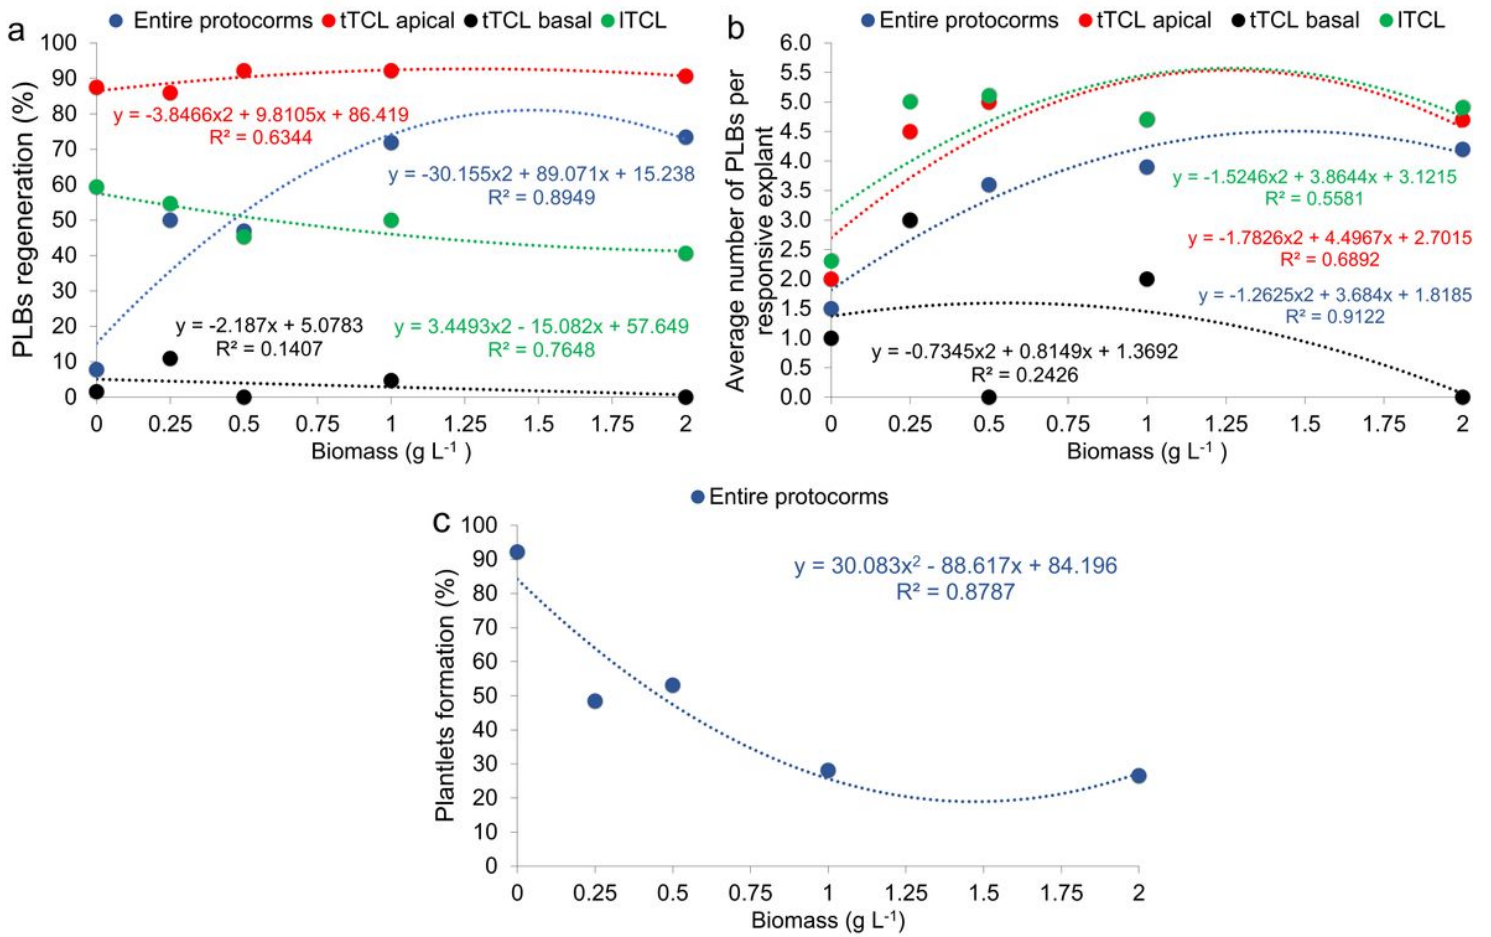 a
Entire protocorms tTCL apical tTCL basal lTCL
PLBs regeneration (%)
100
90
80
70
60
50
40
30
20
10
0
y = -3.8466x2 + 9.8105x + 86.419
R² = 0.6344
y = -30.155x2 + 89.071x + 15.238
R² = 0.8949
y = -2.187x + 5.0783
R² = 0.1407
y = 3.4493x2 - 15.082x + 57.649
R² = 0.7648
0 0.25 0.5 0.75 1 1.25 1.5 1.75 2
Biomass (g L-1 )
b
Entire protocorms tTCL apical tTCL basal lTCL
Average number of PLBs per
responsive explant
6.0
5.5
5.0
4.5
4.0
3.5
3.0
2.5
2.0
1.5
1.0
0.5
0.0
y = -1.5246x2 + 3.8644x + 3.1215
R² = 0.5581
y = -1.7826x2 + 4.4967x + 2.7015
R² = 0.6892
y = -1.2625x2 + 3.684x + 1.8185
R² = 0.9122
y = -0.7345x2 + 0.8149x + 1.3692
R² = 0.2426
0 0.25 0.5 0.75 1 1.25 1.5 1.75 2
Biomass (g L-1 )
Entire protocorms
c
Plantlets formation (%)
100
90
80
70
60
50
40
30
20
10
0
y = 30.083x² - 88.617x + 84.196
R² = 0.8787
0 0.25 0.5 0.75 1 1.25 1.5 1.75 2
Biomass (g L-1)